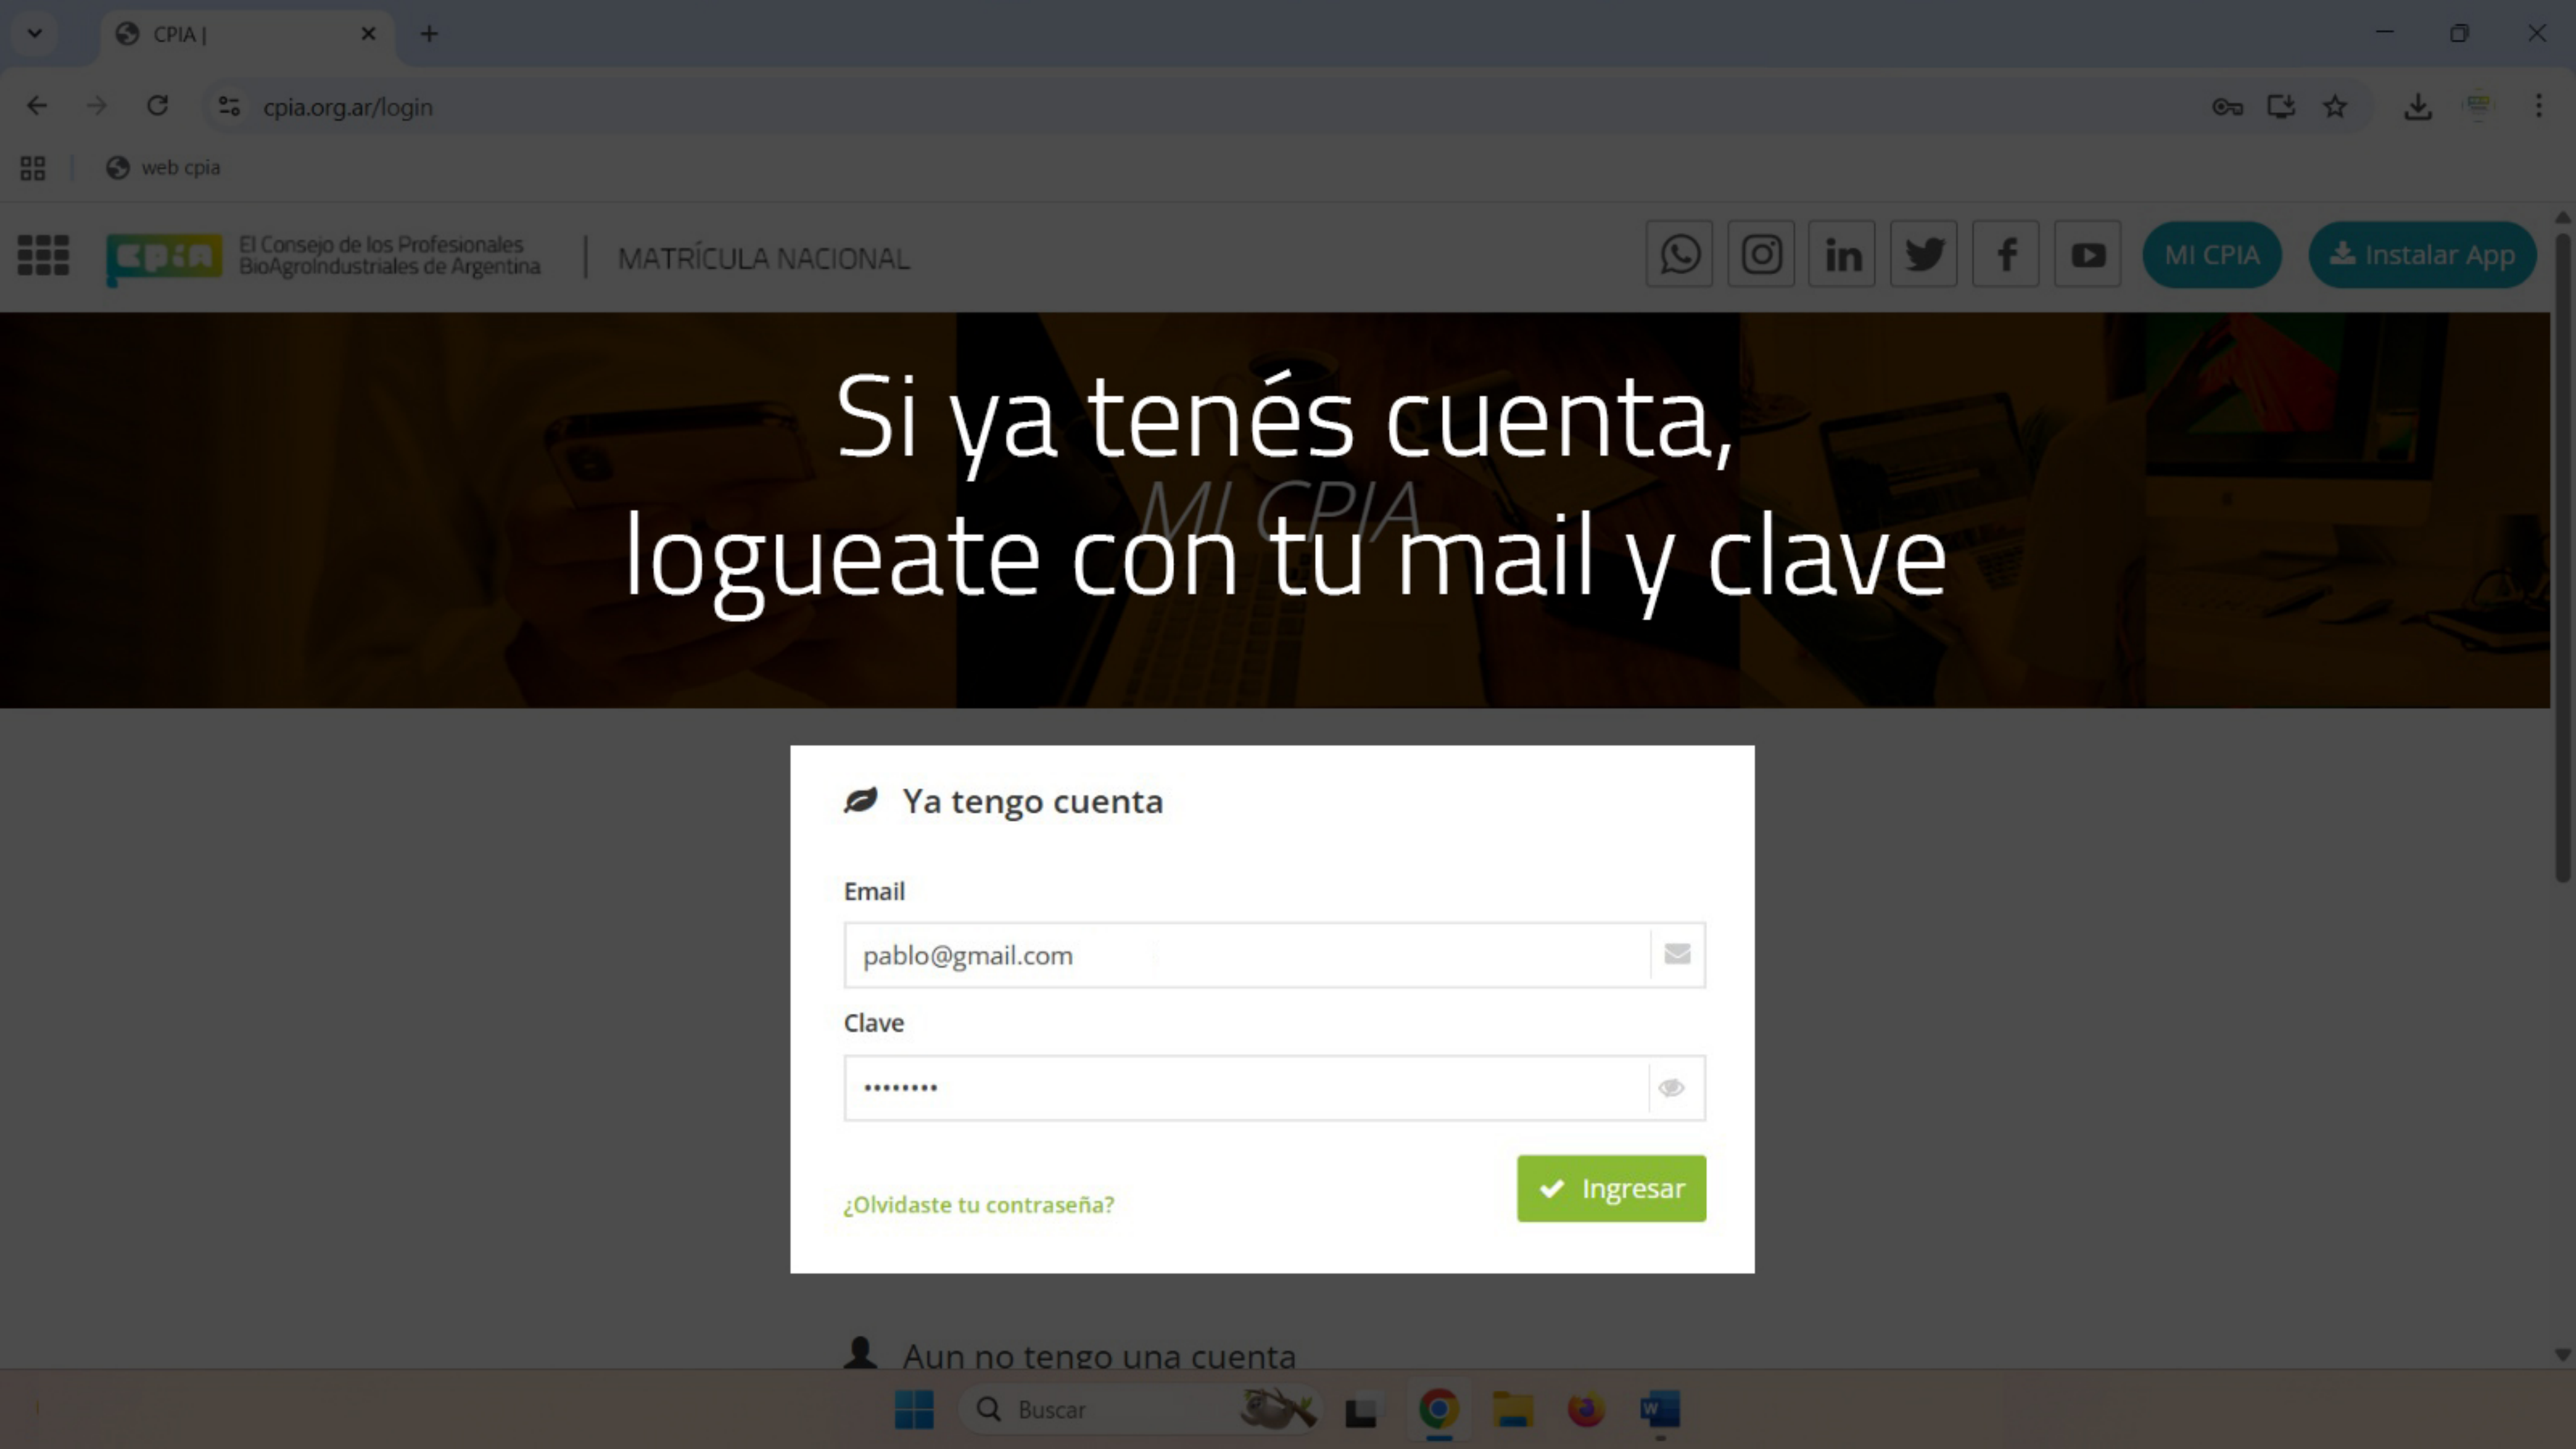 CPIA |
cpia.org.ar/login
web cpia
CPIA
El Consejo de los Profesionales
BioAgroIndustriales de Argentina
MATRÍCULA NACIONAL
MI CPIA
Instalar App
Si ya tenés cuenta,
MI CPIA
logueate con tu mail y clave
Ya tengo cuenta
Email
pablo@gmail.com
Clave
••••••••
¿Olvidaste tu contraseña?
Ingresar
Aun no tengo una cuenta
Buscar